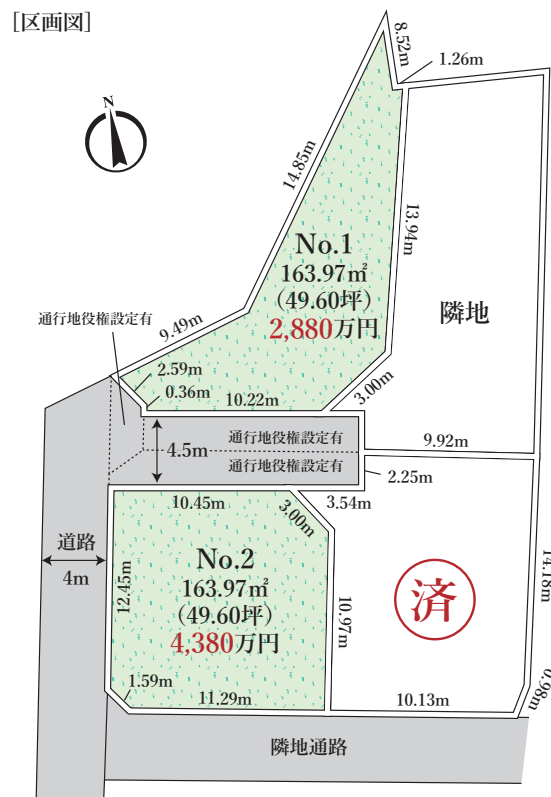 [区画図]
N
8.52m
1.26m
14.85m
13.94m
No.1
163.97㎡
(49.60坪)
2,880万円
隣地
9.49m
通行地役権設定有
2.59m
0.36m
10.22m
3.00m
9.92m
4.5m
通行地役権設定有
通行地役権設定有
2.25m
10.45m
3.00m
3.54m
道路
4m
12.45m
No.2
163.97㎡
(49.60坪)
4,380万円
10.97m
済
14.18m
0.98m
1.59m
11.29m
10.13m
隣地通路